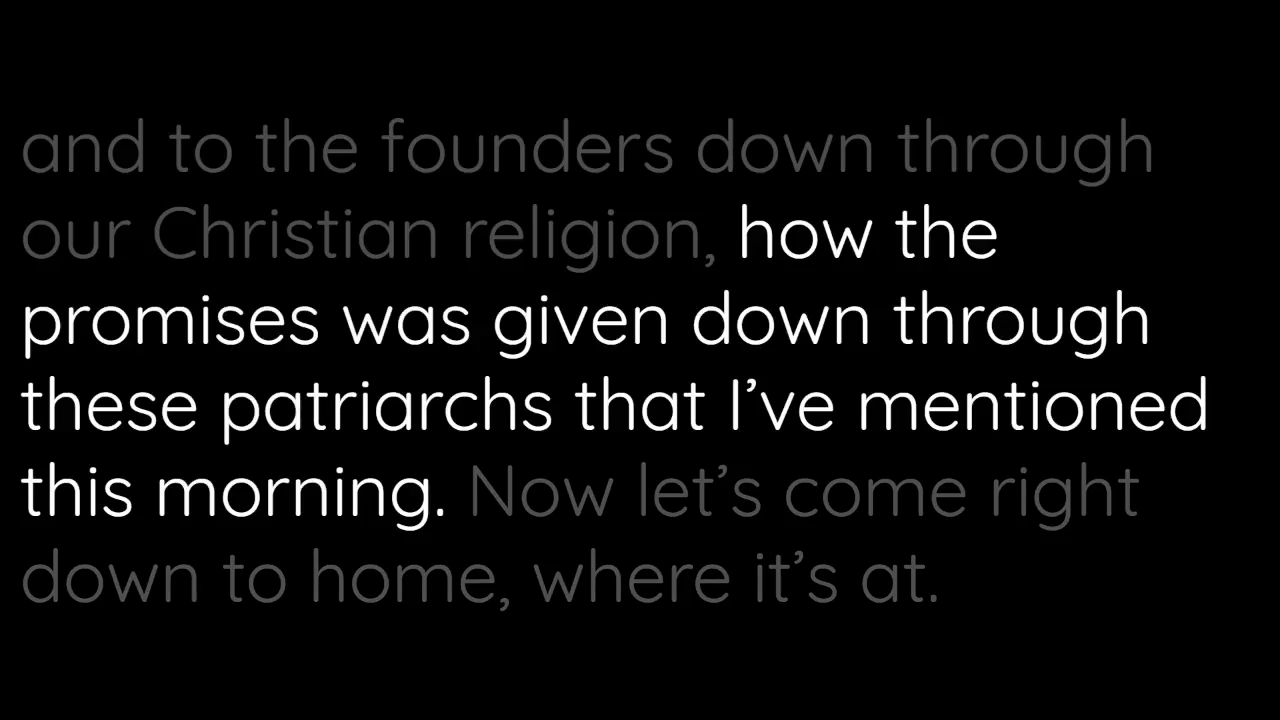 and to the founders down through
our Christian religion, how the
promises was given down through
these patriarchs that I’ve mentioned
this morning. Now let’s come right
down to home, where it’s at.